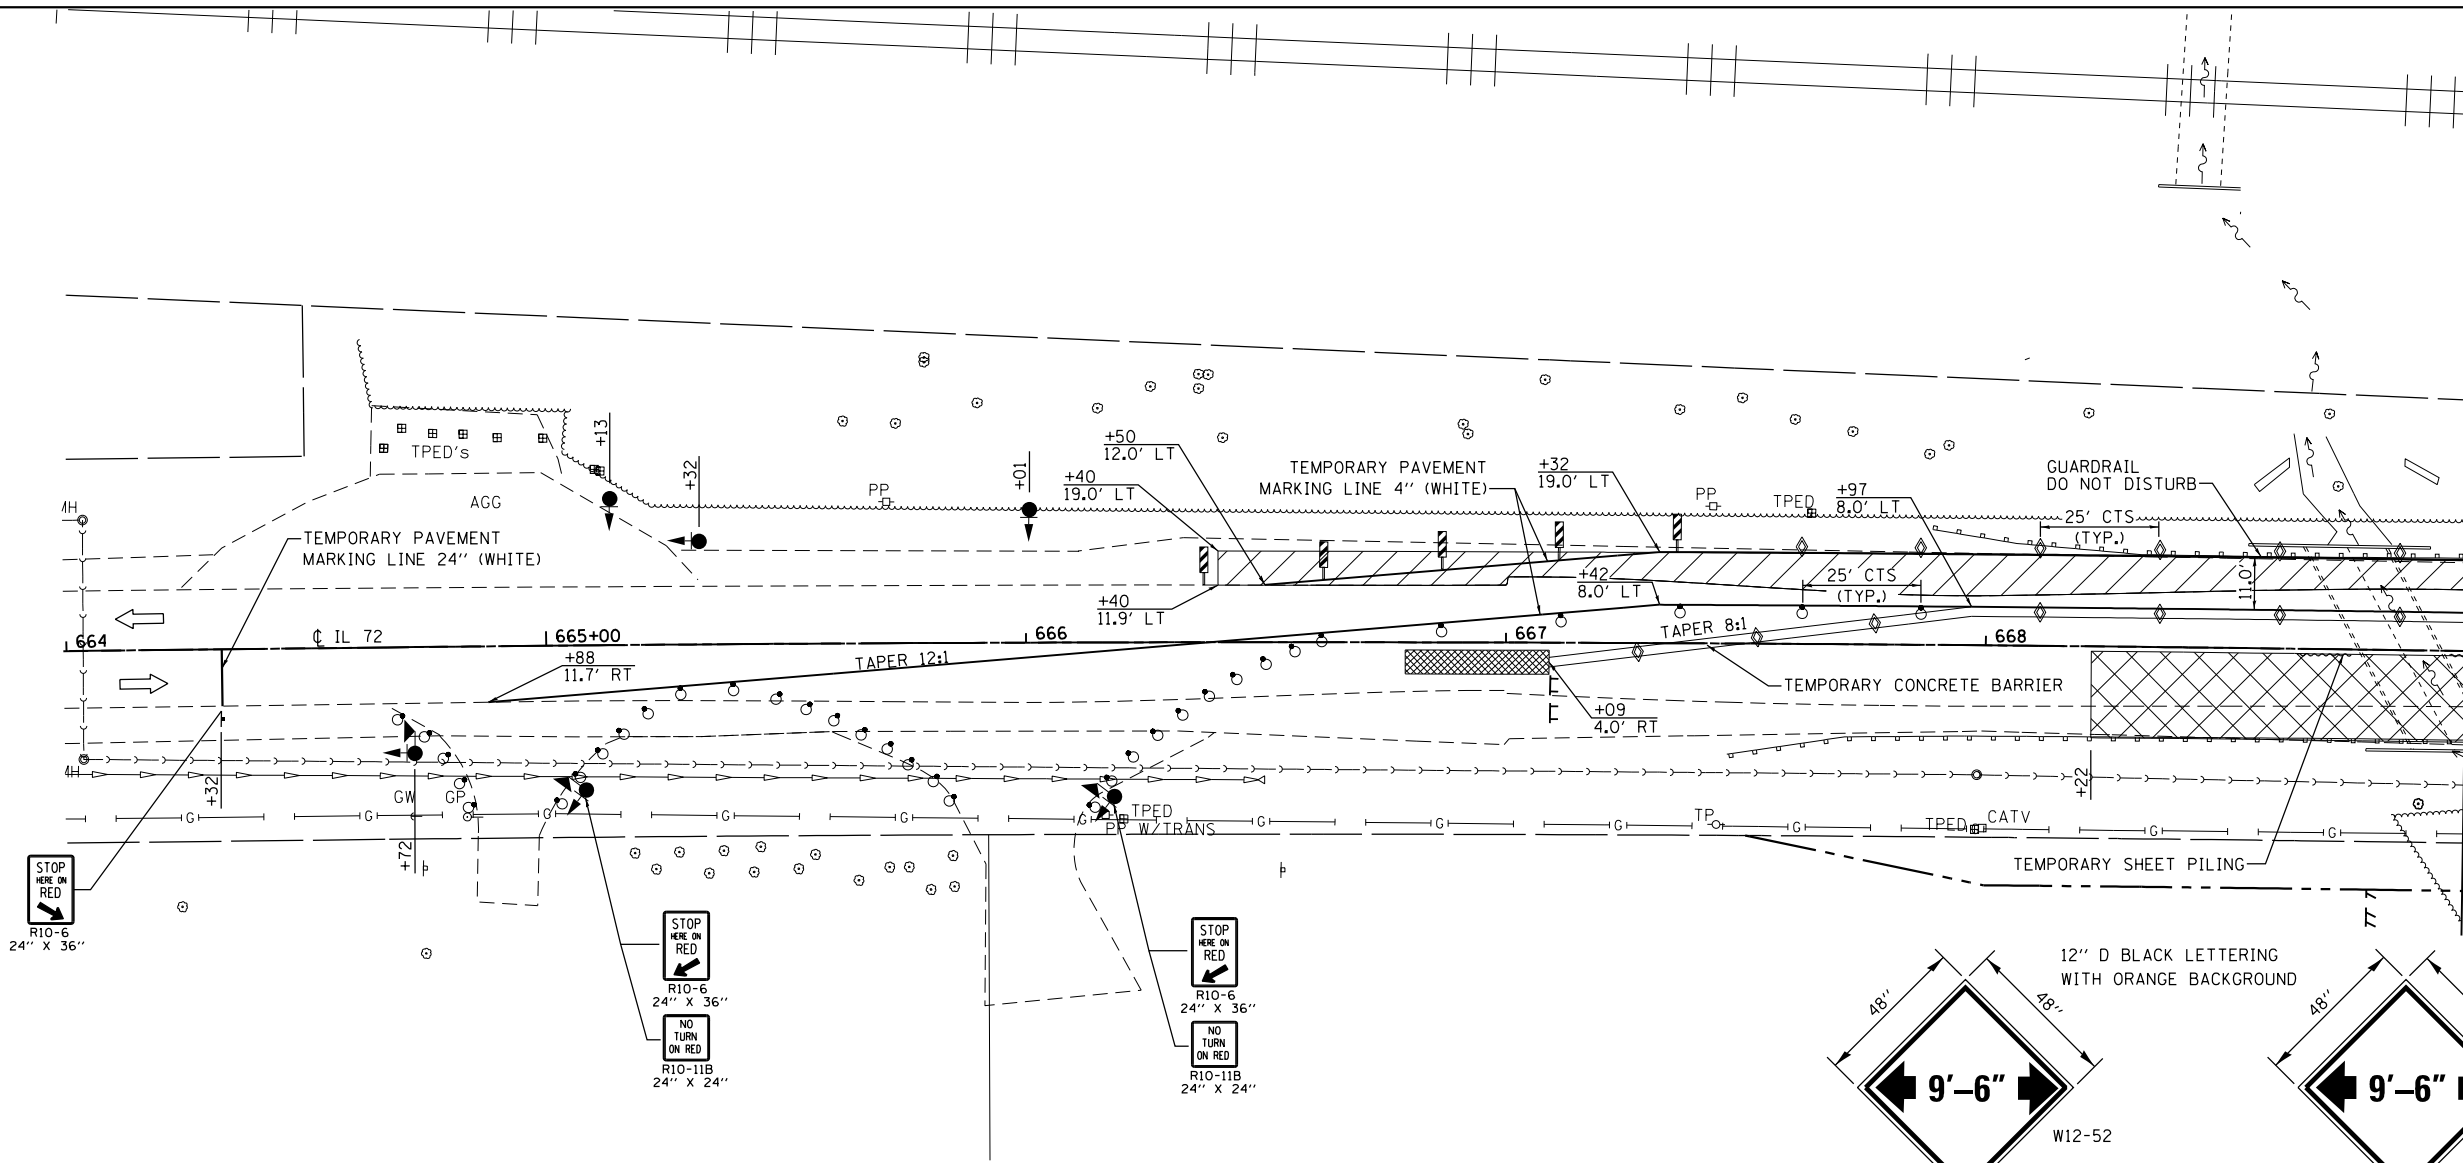 +13
+32
+01
TPED's
AGG
PP
+50
12.0' LT
+40
19.0' LT
TEMPORARY PAVEMENT
MARKING LINE 4" (WHITE)
+32
19.0' LT
PP
TPED
+97
8.0' LT
GUARDRAIL
DO NOT DISTURB
25' CTS
(TYP.)
TEMPORARY PAVEMENT
MARKING LINE 24" (WHITE)
+40
11.9' LT
+42
8.0' LT
25' CTS
(TYP.)
11.0'
664
℄ IL 72
665+00
666
667
668
+88
11.7' RT
TAPER 12:1
TAPER 8:1
TEMPORARY CONCRETE BARRIER
+09
4.0' RT
MH
MH
+32
GW
GP
+72
+22
G
G
G
G
G
G
G
G
G
G
G
G
G
TPED
PP W/TRANS
TP
TPED
CATV
TEMPORARY SHEET PILING
STOP
HERE ON
RED
R10-6
24" X 36"
STOP
HERE ON
RED
R10-6
24" X 36"
NO
TURN
ON RED
R10-11B
24" X 24"
STOP
HERE ON
RED
R10-6
24" X 36"
NO
TURN
ON RED
R10-11B
24" X 24"
12" D BLACK LETTERING
WITH ORANGE BACKGROUND
48"
48"
9'-6"
W12-52
48"
9'-6"